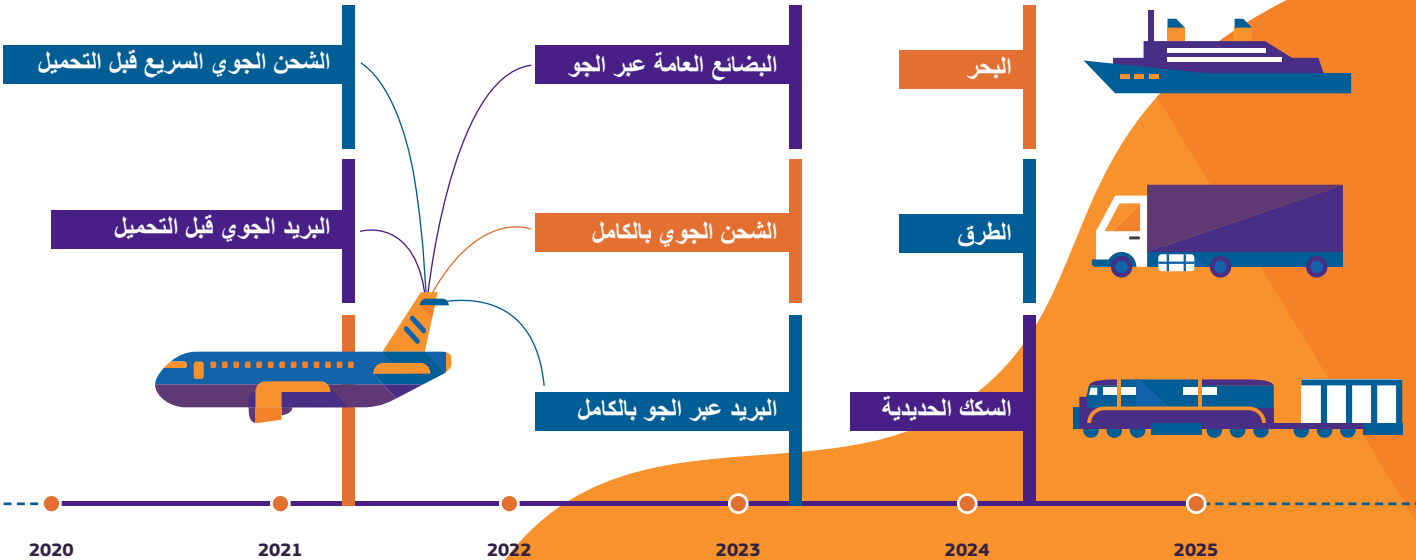 الشحن الجوي السريع قبل التحميل
البريد الجوي قبل التحميل
البضائع العامة عبر الجو
الشحن الجوي بالكامل
البريد عبر الجو بالكامل
البحر
الطرق
السكك الحديدية
2020
2021
2022
2023
2024
2025